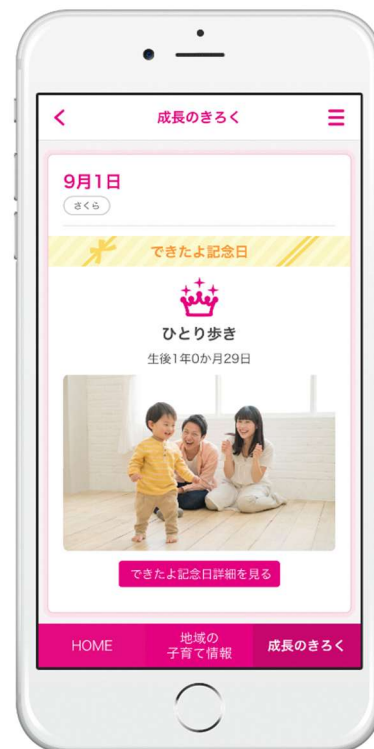 成長のきろく
9月1日
さくら
できたよ記念日
ひとり歩き
生後1年0か月29日
できたよ記念日詳細を見る
HOME
地域の
子育て情報
成長のきろく